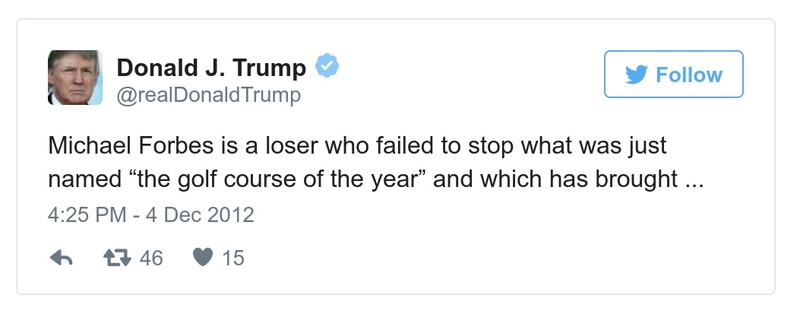 Donald J. Trump
@realDonaldTrump
Follow
Michael Forbes is a loser who failed to stop what was just
named “the golf course of the year” and which has brought ...
4:25 PM - 4 Dec 2012
46 15